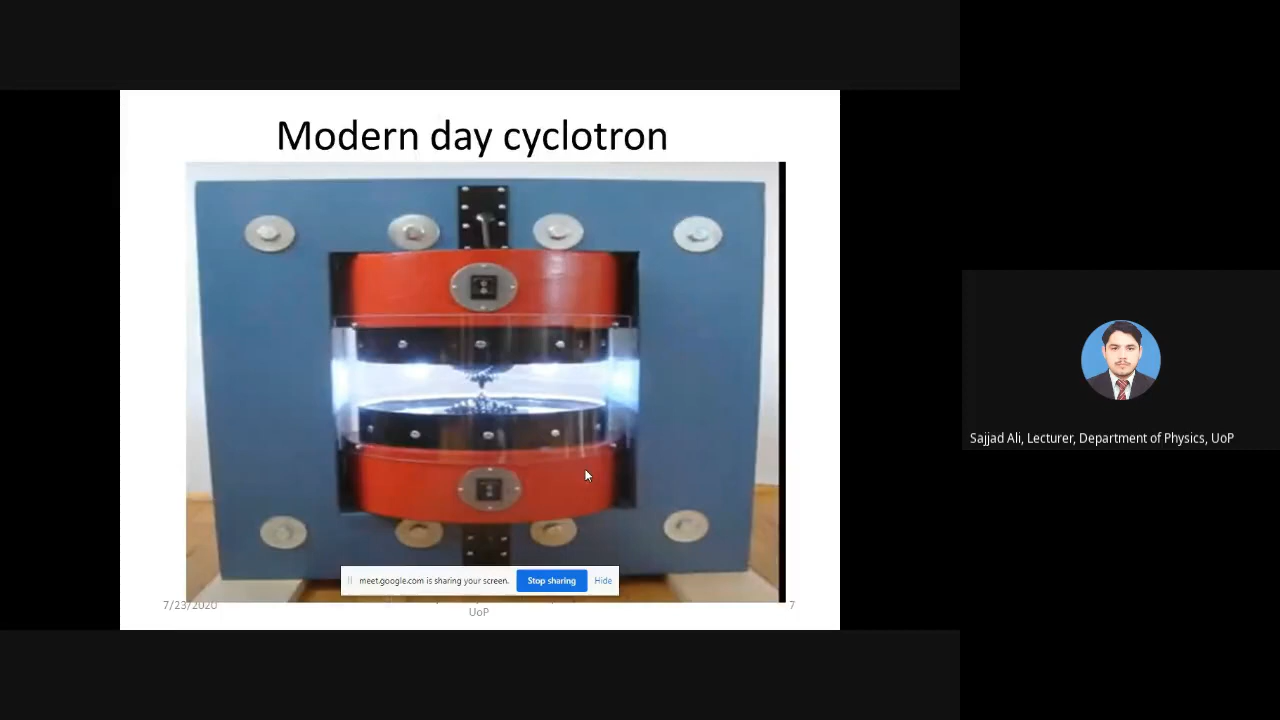 Modern day cyclotron
meet.google.com is sharing your screen.
Stop sharing
Hide
7/23/2020
UoP
7
Sajjad Ali, Lecturer, Department of Physics, UoP